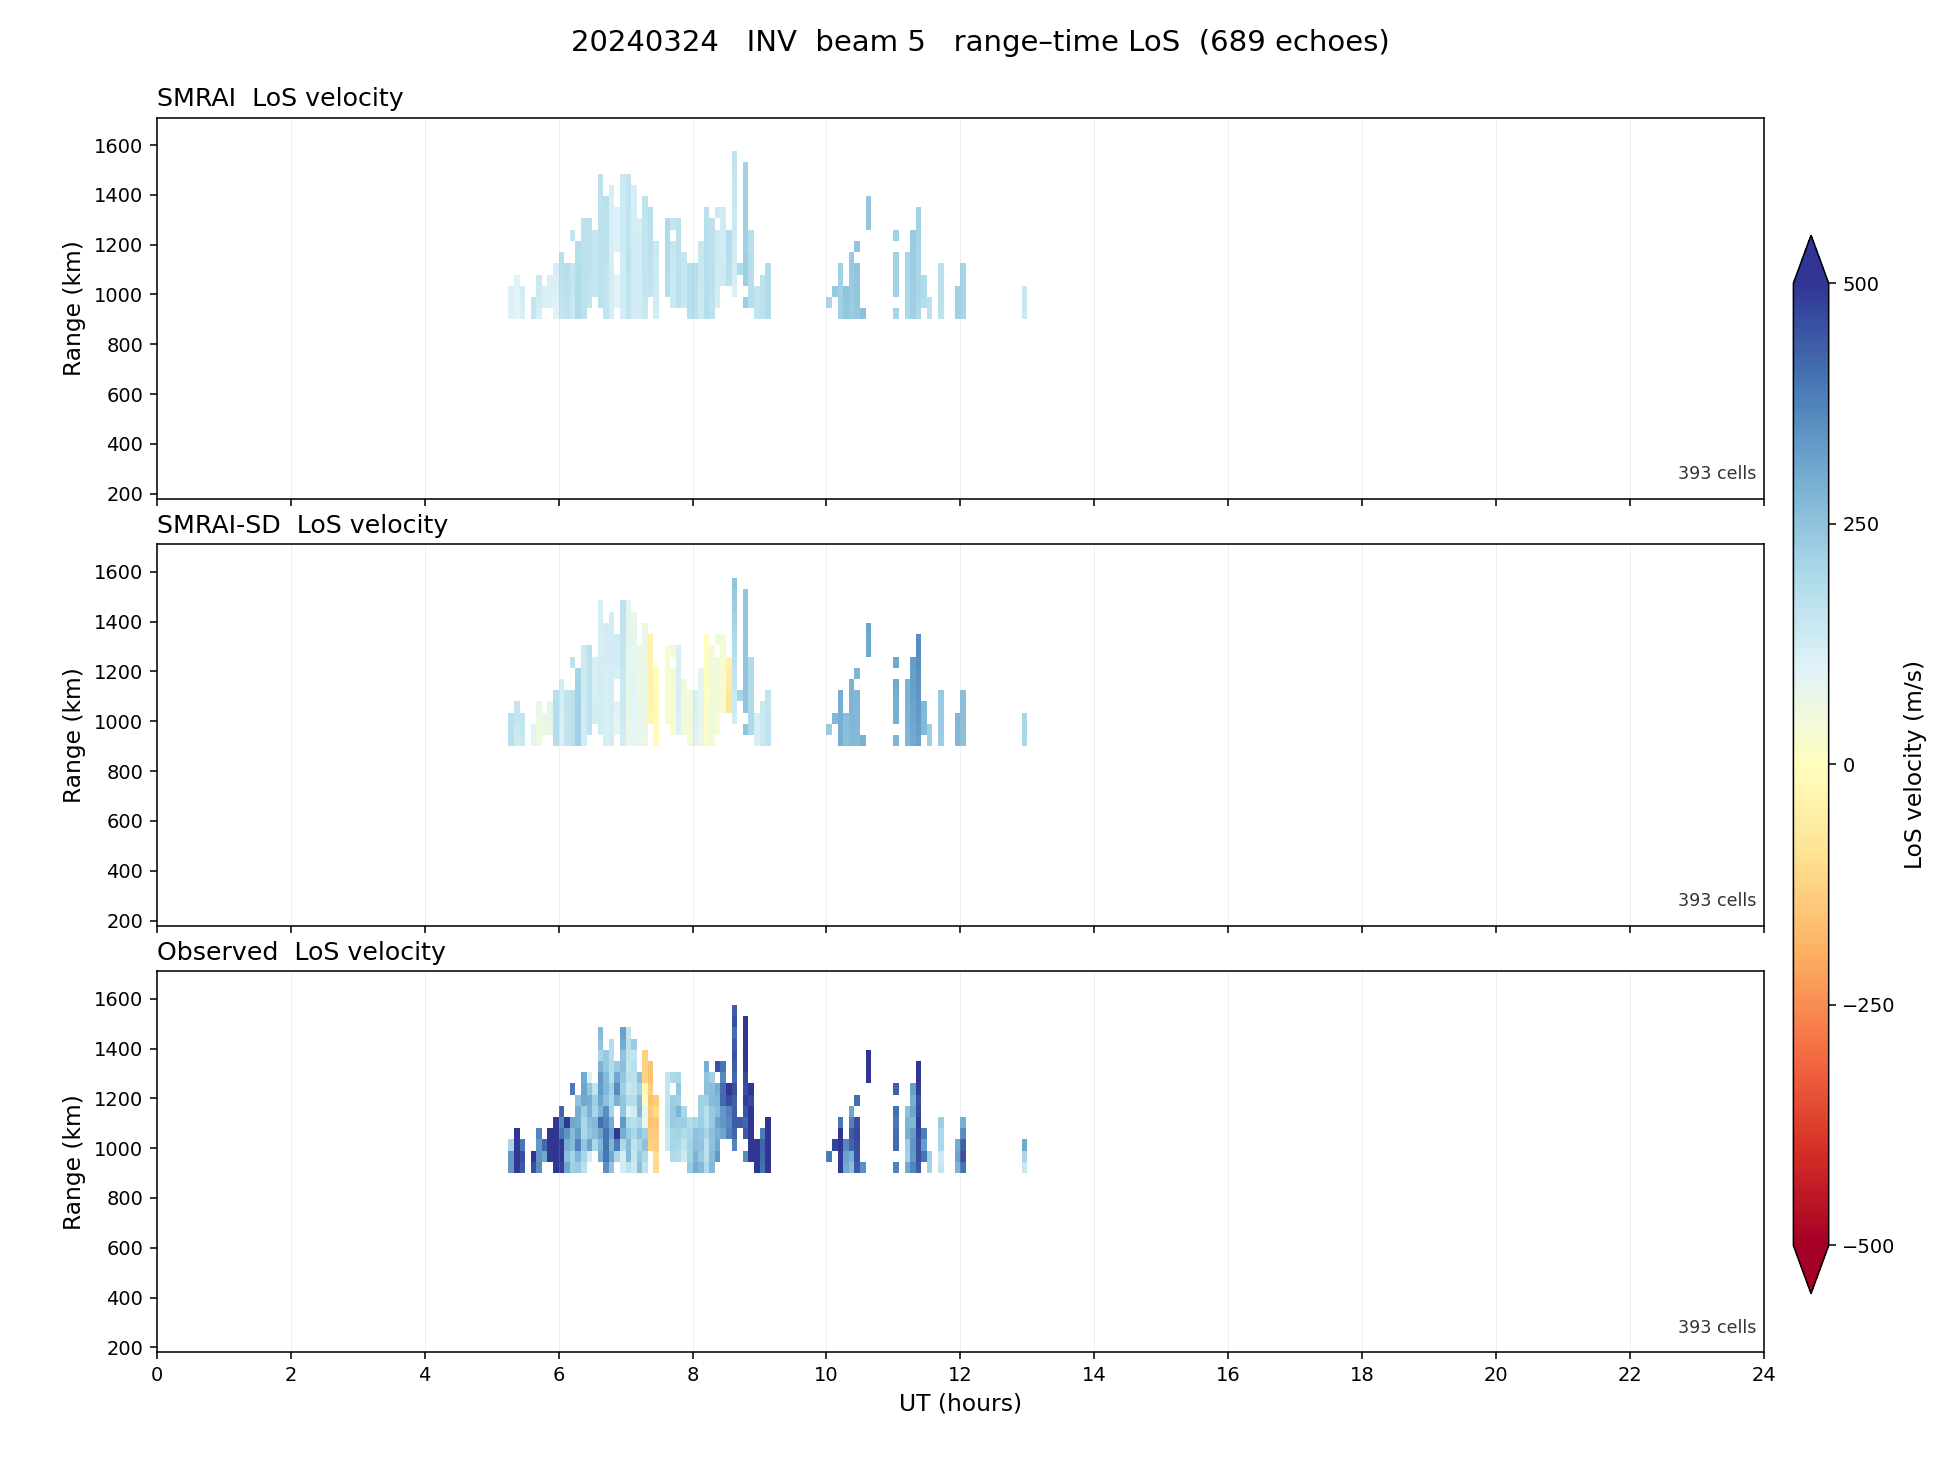 20240324   INV  beam 5   range–time LoS  (689 echoes)
SMRAI  LoS velocity
1600
1400
1200
1000
800
600
400
200
Range (km)
393 cells
SMRAI-SD  LoS velocity
1600
1400
1200
1000
800
600
400
200
Range (km)
393 cells
Observed  LoS velocity
1600
1400
1200
1000
800
600
400
200
Range (km)
393 cells
0 2 4 6 8 10 12 14 16 18 20 22 24
UT (hours)
500
250
0
−250
−500
LoS velocity (m/s)